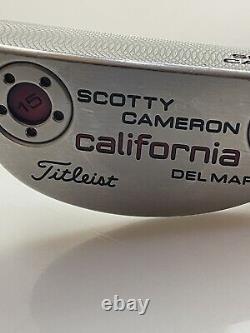 15
SCOTTY
CAMERON
california
Titleist
DEL MAR